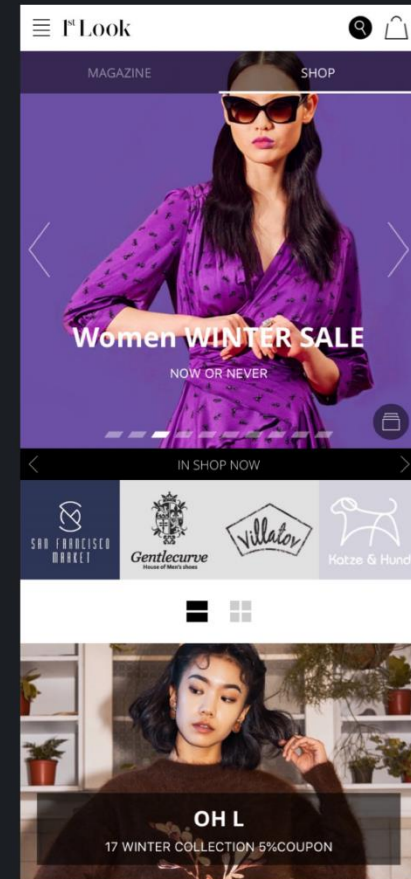 1st Look
MAGAZINE SHOP
Women WINTER SALE
NOW OR NEVER
IN SHOP NOW
SAN FRANCISCO
MARKET
Gentlecurve
House of Men's shoes
Villatov
Katze & Hund
OH L
17 WINTER COLLECTION 5%COUPON